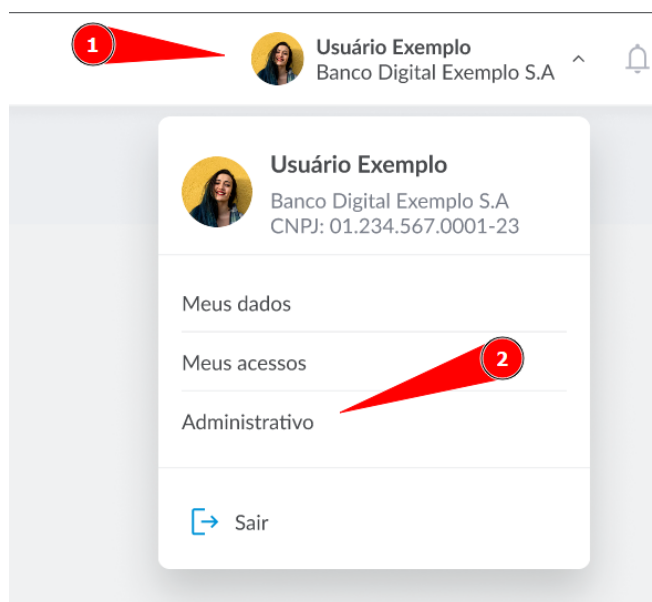 1
Usuário Exemplo
Banco Digital Exemplo S.A
Usuário Exemplo
Banco Digital Exemplo S.A
CNPJ: 01.234.567.0001-23
Meus dados
Meus acessos
2
Administrativo
Sair